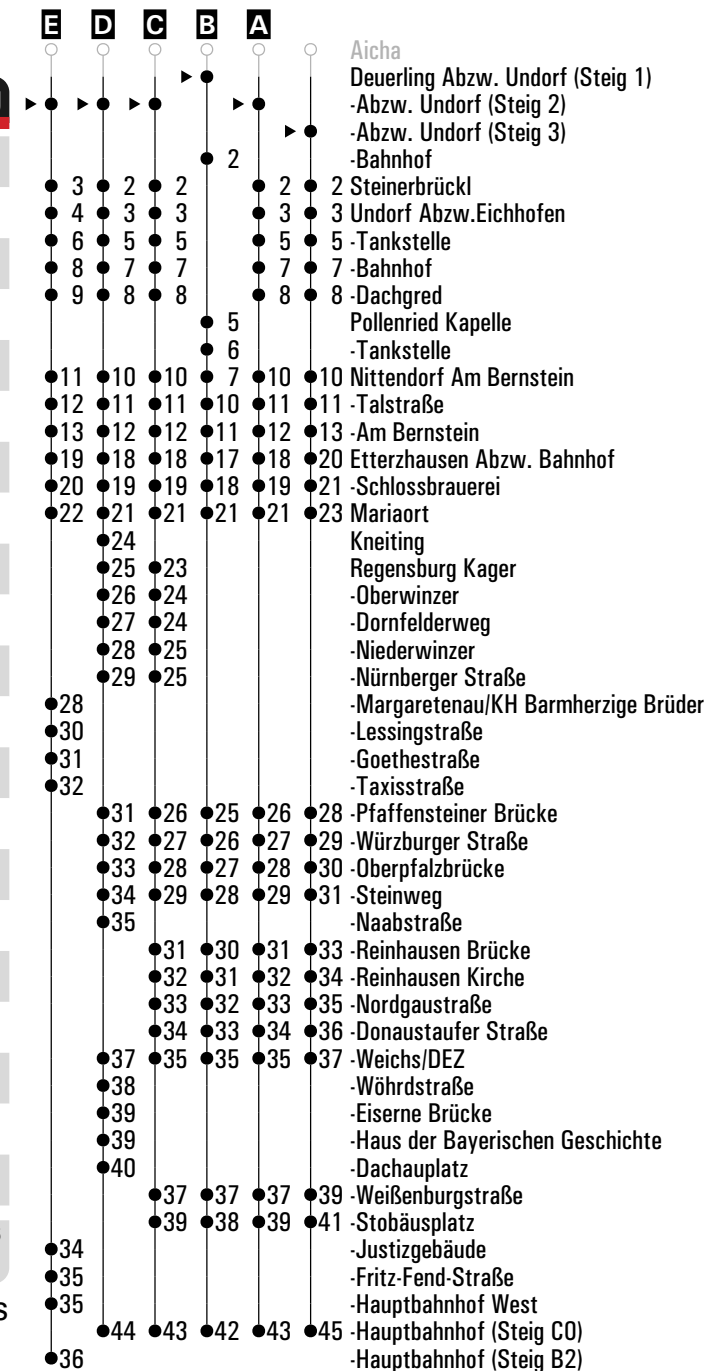 E D C B A
Aicha
Deuerling Abzw. Undorf (Steig 1)
-Abzw. Undorf (Steig 2)
-Abzw. Undorf (Steig 3)
2 -Bahnhof
3 2 2 2 2 Steinerbrückl
4 3 3 3 3 Undorf Abzw.Eichhofen
6 5 5 5 5 -Tankstelle
8 7 7 7 7 -Bahnhof
9 8 8 8 8 -Dachgred
5 Pollenried Kapelle
6 -Tankstelle
11 10 10 7 10 10 Nittendorf Am Bernstein
12 11 11 10 11 11 -Talstraße
13 12 12 11 12 13 -Am Bernstein
19 18 18 17 18 20 Etterzhausen Abzw. Bahnhof
20 19 19 18 19 21 -Schlossbrauerei
22 21 21 21 21 23 Mariaort
24 Kneiting
25 23 Regensburg Kager
26 24 -Oberwinzer
27 24 -Dornfelderweg
28 25 -Niederwinzer
29 25 -Nürnberger Straße
28 -Margaretenau/KH Barmherzige Brüder
30 -Lessingstraße
31 -Goethestraße
32 -Taxisstraße
31 26 25 26 28 -Pfaffensteiner Brücke
32 27 26 27 29 -Würzburger Straße
33 28 27 28 30 -Oberpfalzbrücke
34 29 28 29 31 -Steinweg
35 -Naabstraße
31 30 31 33 -Reinhausen Brücke
32 31 32 34 -Reinhausen Kirche
33 32 33 35 -Nordgaustraße
34 33 34 36 -Donaustaufer Straße
37 35 35 35 37 -Weichs/DEZ
38 -Wöhrdstraße
39 -Eiserne Brücke
39 -Haus der Bayerischen Geschichte
40 -Dachauplatz
37 37 37 39 -Weißenburgstraße
39 38 39 41 -Stobäusplatz
34 -Justizgebäude
35 -Fritz-Fend-Straße
35 -Hauptbahnhof West
44 43 42 43 45 -Hauptbahnhof (Steig C0)
36 -Hauptbahnhof (Steig B2)